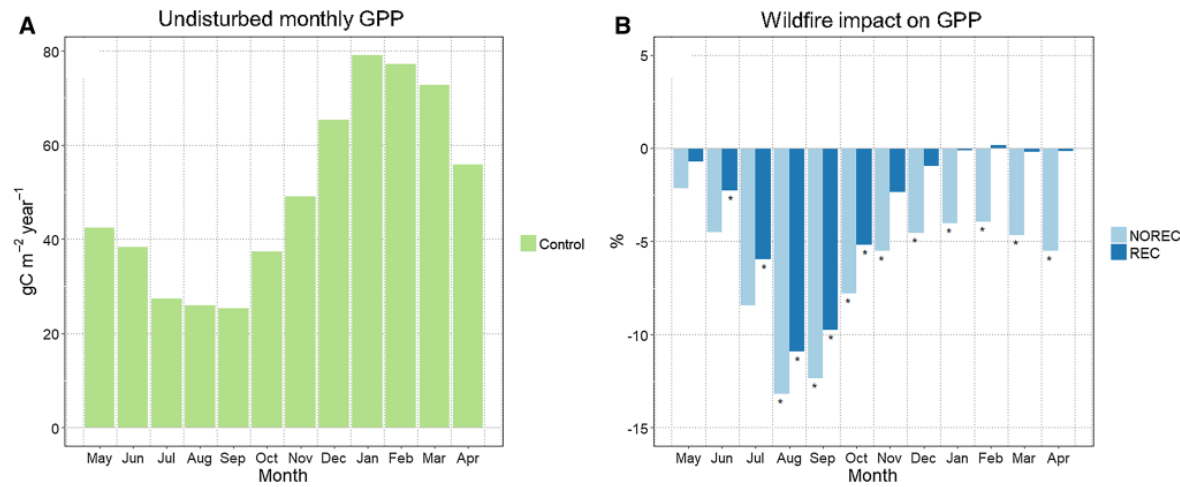 A
Undisturbed monthly GPP
80
60
40
20
0
gC m⁻² year⁻¹
May Jun Jul Aug Sep Oct Nov Dec Jan Feb Mar Apr
Month
Control
B
Wildfire impact on GPP
5
0
-5
-10
-15
%
* * * * * * * * * * * * *
May Jun Jul Aug Sep Oct Nov Dec Jan Feb Mar Apr
Month
NOREC
REC